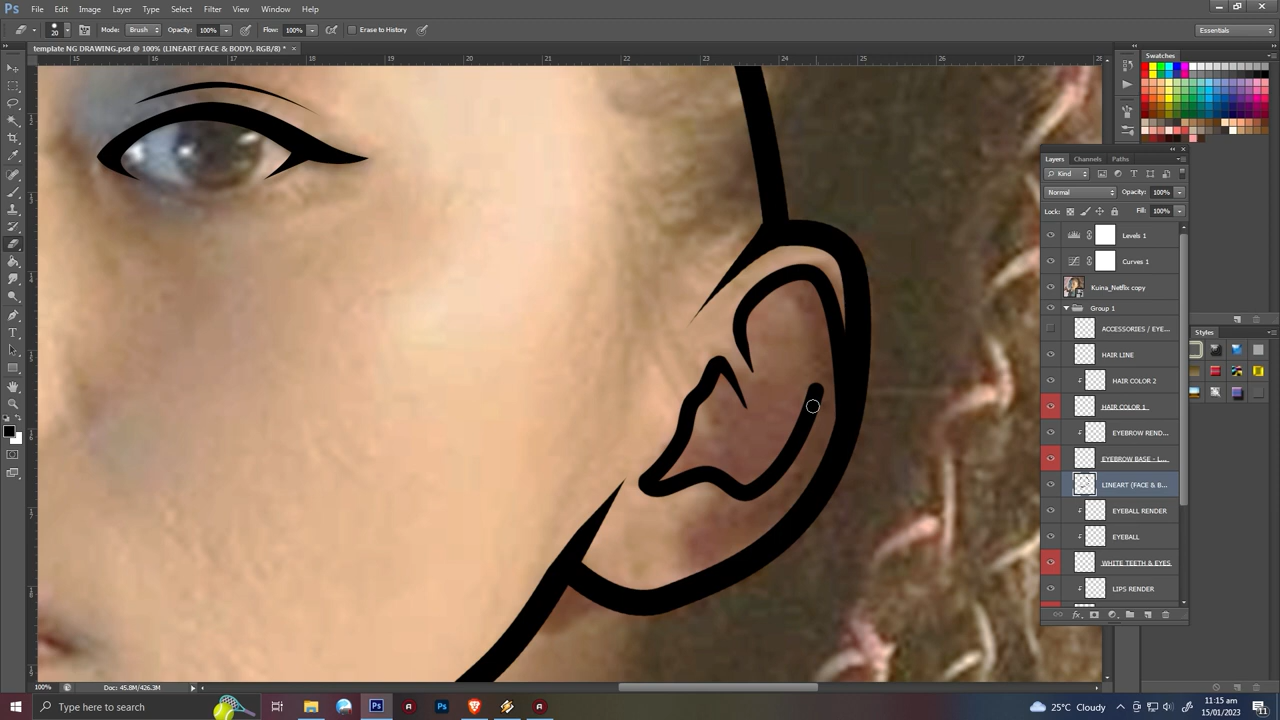 Ps File Edit Image Layer Type Select Filter View Window Help
20 Mode: Brush Opacity: 100% Flow: 100% Erase to History Essentials
template NG DRAWING.psd @ 100% (LINEART (FACE & BODY), RGB/8) * ×
15 16 17 18 19 20 21 22 23 24 25 26 27 28
Swatches
Layers Channels Paths
Kind
Normal Opacity: 100%
Lock: Fill: 100%
Levels 1
Curves 1
Kuina_Netflix copy
Group 1
ACCESSORIES / EYE...
HAIR LINE
HAIR COLOR 2
HAIR COLOR 1
EYEBROW REND...
EYEBROW BASE - L...
LINEART (FACE & B...
EYEBALL RENDER
EYEBALL
WHITE TEETH & EYES
LIPS RENDER
Styles
100% Doc: 45.8M/426.3M
Type here to search
Ps
Ps
25°C Cloudy
11:15 am
15/01/2023
11